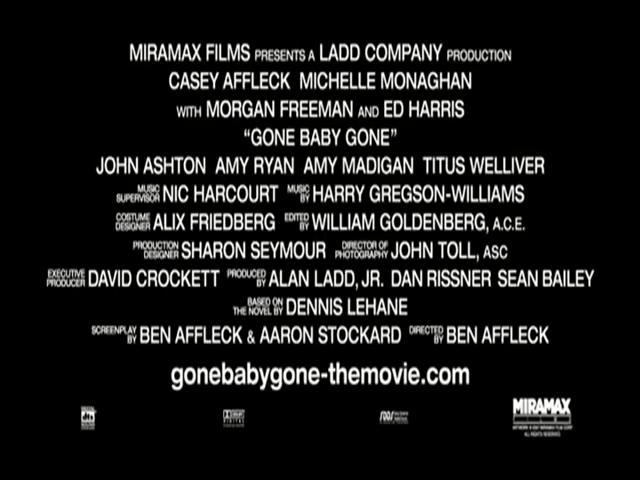 MIRAMAX FILMS PRESENTS A LADD COMPANY PRODUCTION
CASEY AFFLECK MICHELLE MONAGHAN
WITH MORGAN FREEMAN AND ED HARRIS
“GONE BABY GONE”
JOHN ASHTON AMY RYAN AMY MADIGAN TITUS WELLIVER
MUSIC SUPERVISOR NIC HARCOURT MUSIC BY HARRY GREGSON-WILLIAMS
COSTUME DESIGNER ALIX FRIEDBERG EDITED BY WILLIAM GOLDENBERG, A.C.E.
PRODUCTION DESIGNER SHARON SEYMOUR DIRECTOR OF PHOTOGRAPHY JOHN TOLL, ASC
EXECUTIVE PRODUCER DAVID CROCKETT PRODUCED BY ALAN LADD, JR. DAN RISSNER SEAN BAILEY
BASED ON THE NOVEL BY DENNIS LEHANE
SCREENPLAY BY BEN AFFLECK & AARON STOCKARD DIRECTED BY BEN AFFLECK
gonebabygone-themovie.com
MIRAMAX
ALL RIGHTS RESERVED